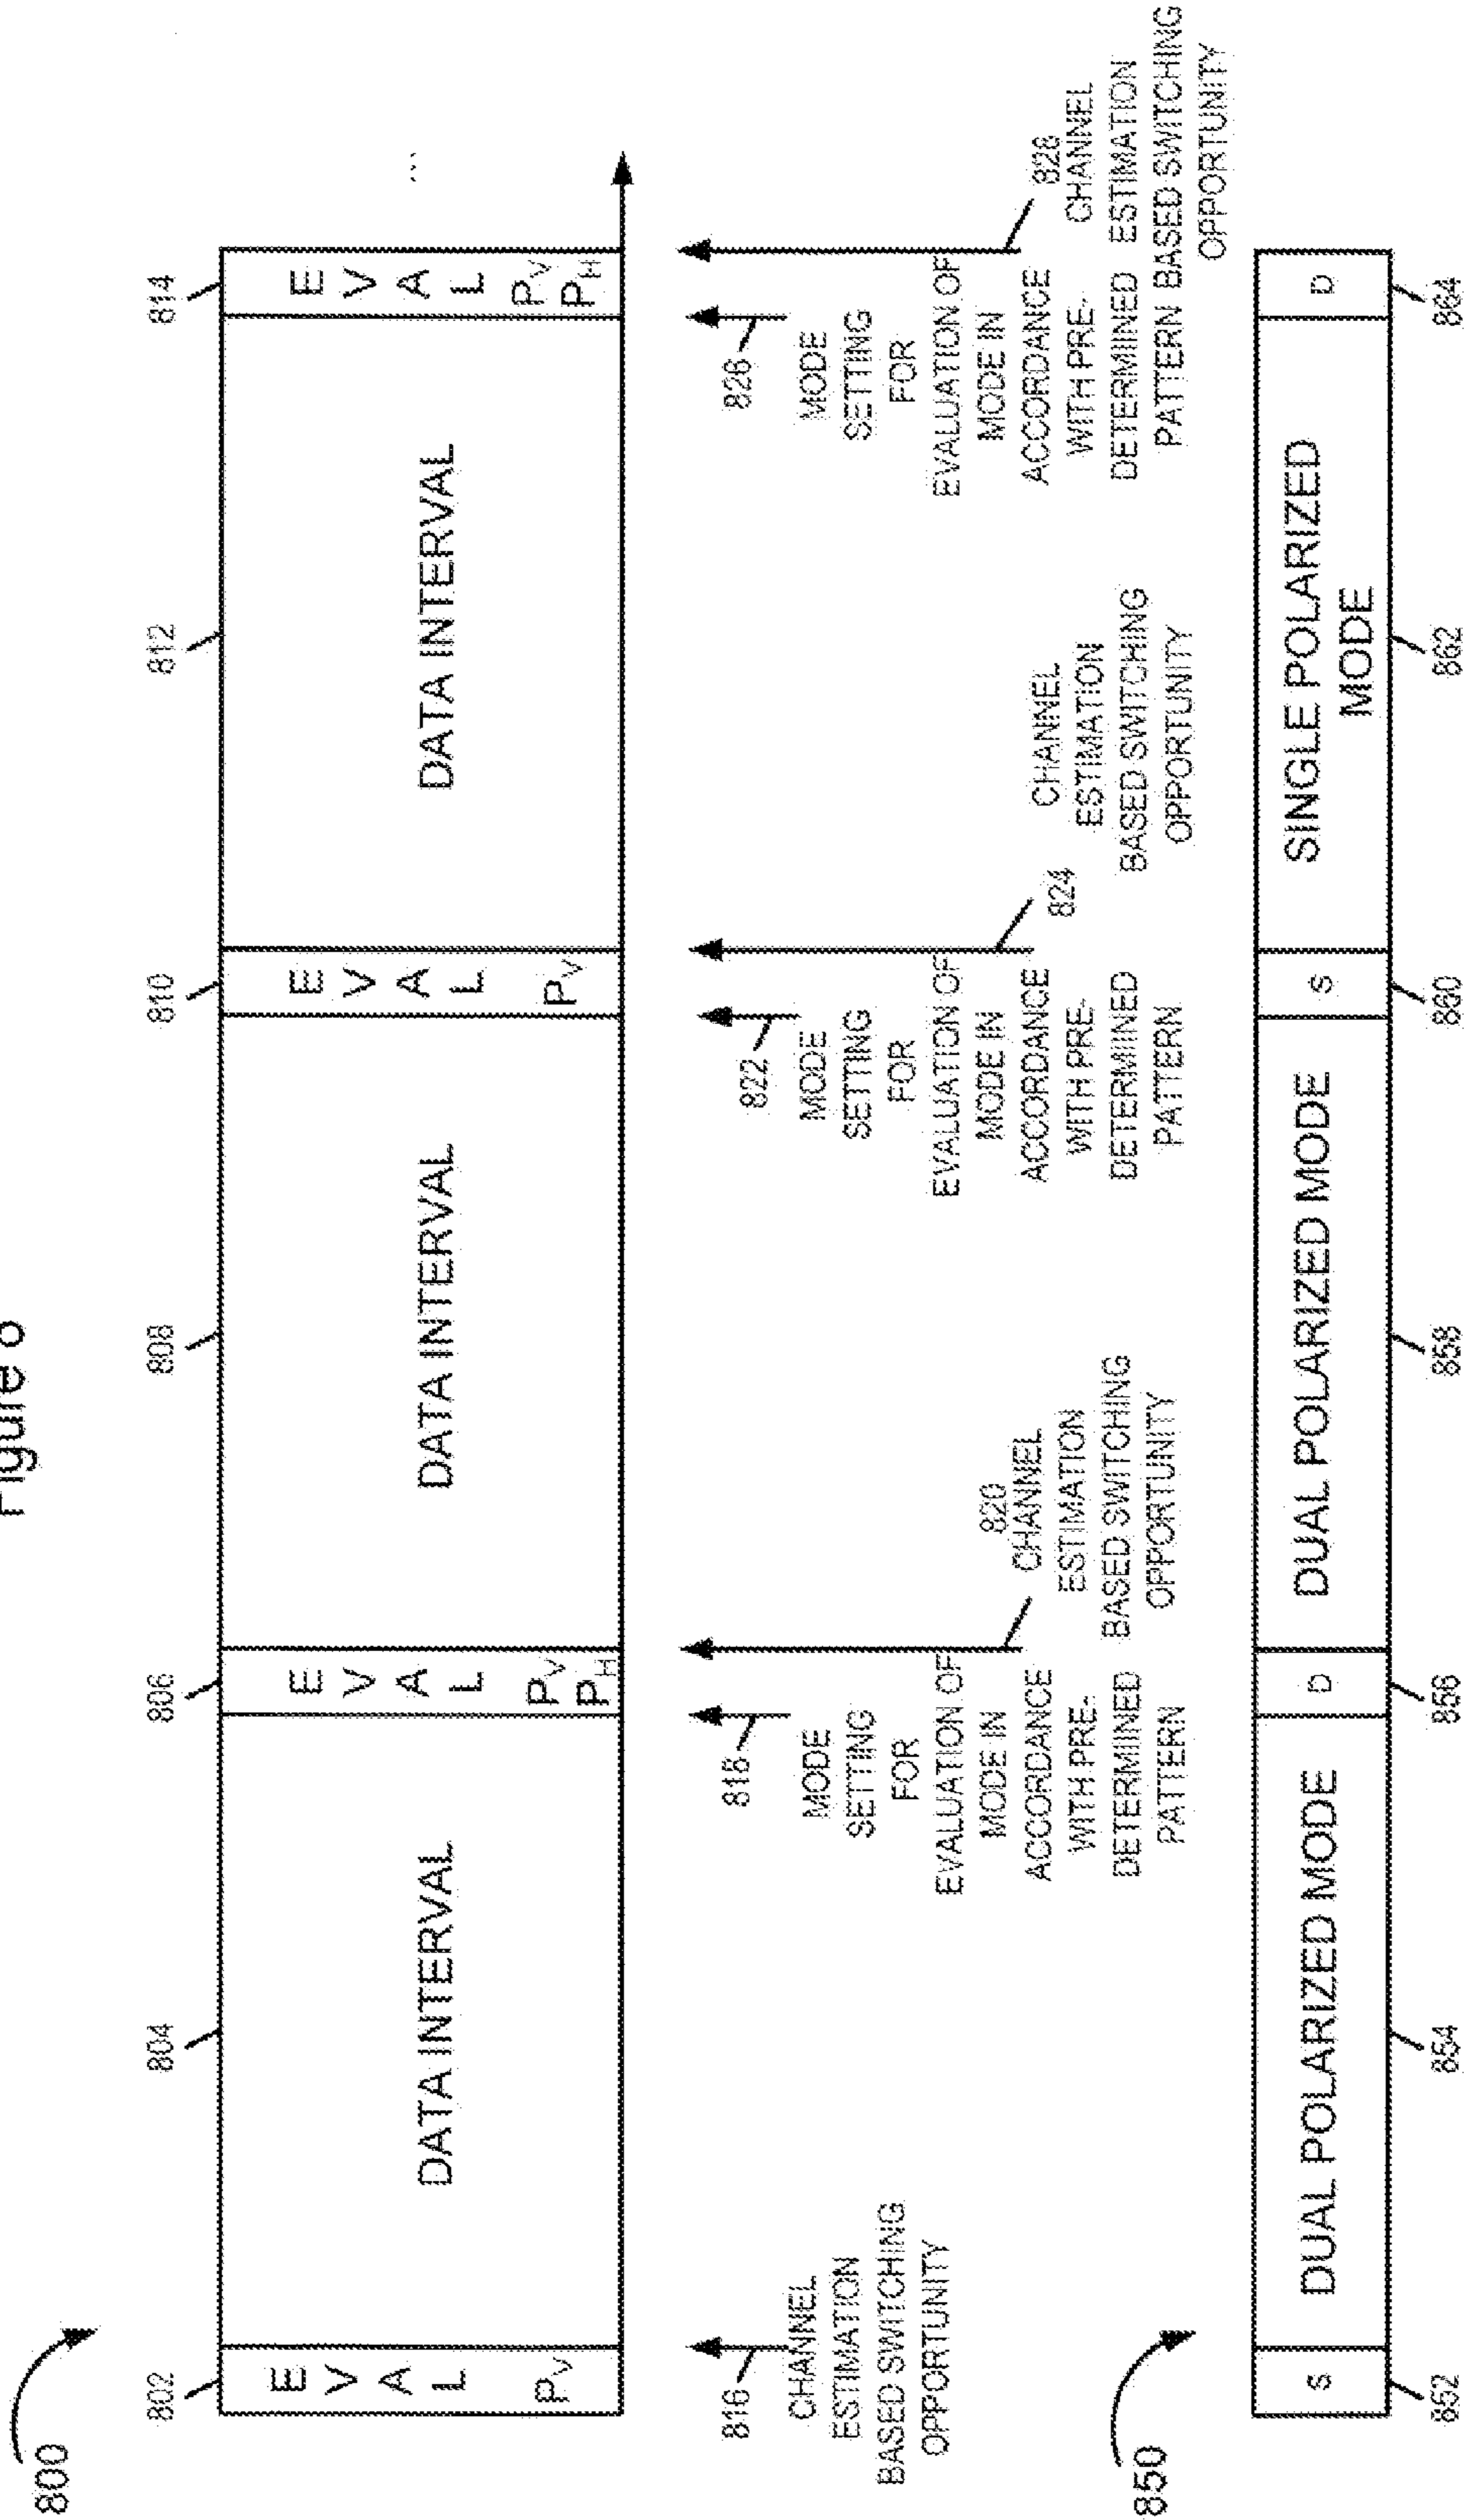 Figure 8
800
802
804
806
808
810
812
814
EVAL
PV
DATA INTERVAL
EVAL
PV
PH
DATA INTERVAL
EVAL
PV
DATA INTERVAL
EVAL
PV
PH
...
816
CHANNEL
ESTIMATION
BASED SWITCHING
OPPORTUNITY
818
MODE
SETTING
FOR
EVALUATION OF
MODE IN
ACCORDANCE
WITH PRE-
DETERMIINED
PATTERN
820
CHANNEL
ESTIMATION
BASED SWITCHING
OPPORTUNITY
822
MODE
SETTING
FOR
EVALUATION OF
MODE IN
ACCORDANCE
WITH PRE-
DETERMIINED
PATTERN
824
CHANNEL
ESTIMATION
BASED SWITCHING
OPPORTUNITY
826
MODE
SETTING
FOR
EVALUATION OF
MODE IN
ACCORDANCE
WITH PRE-
DETERMIINED
PATTERN
828
CHANNEL
ESTIMATION
BASED SWITCHING
OPPORTUNITY
850
S
DUAL POLARIZED MODE
D
DUAL POLARIZED MODE
S
SINGLE POLARIZED
MODE
D
852
854
856
858
860
862
864